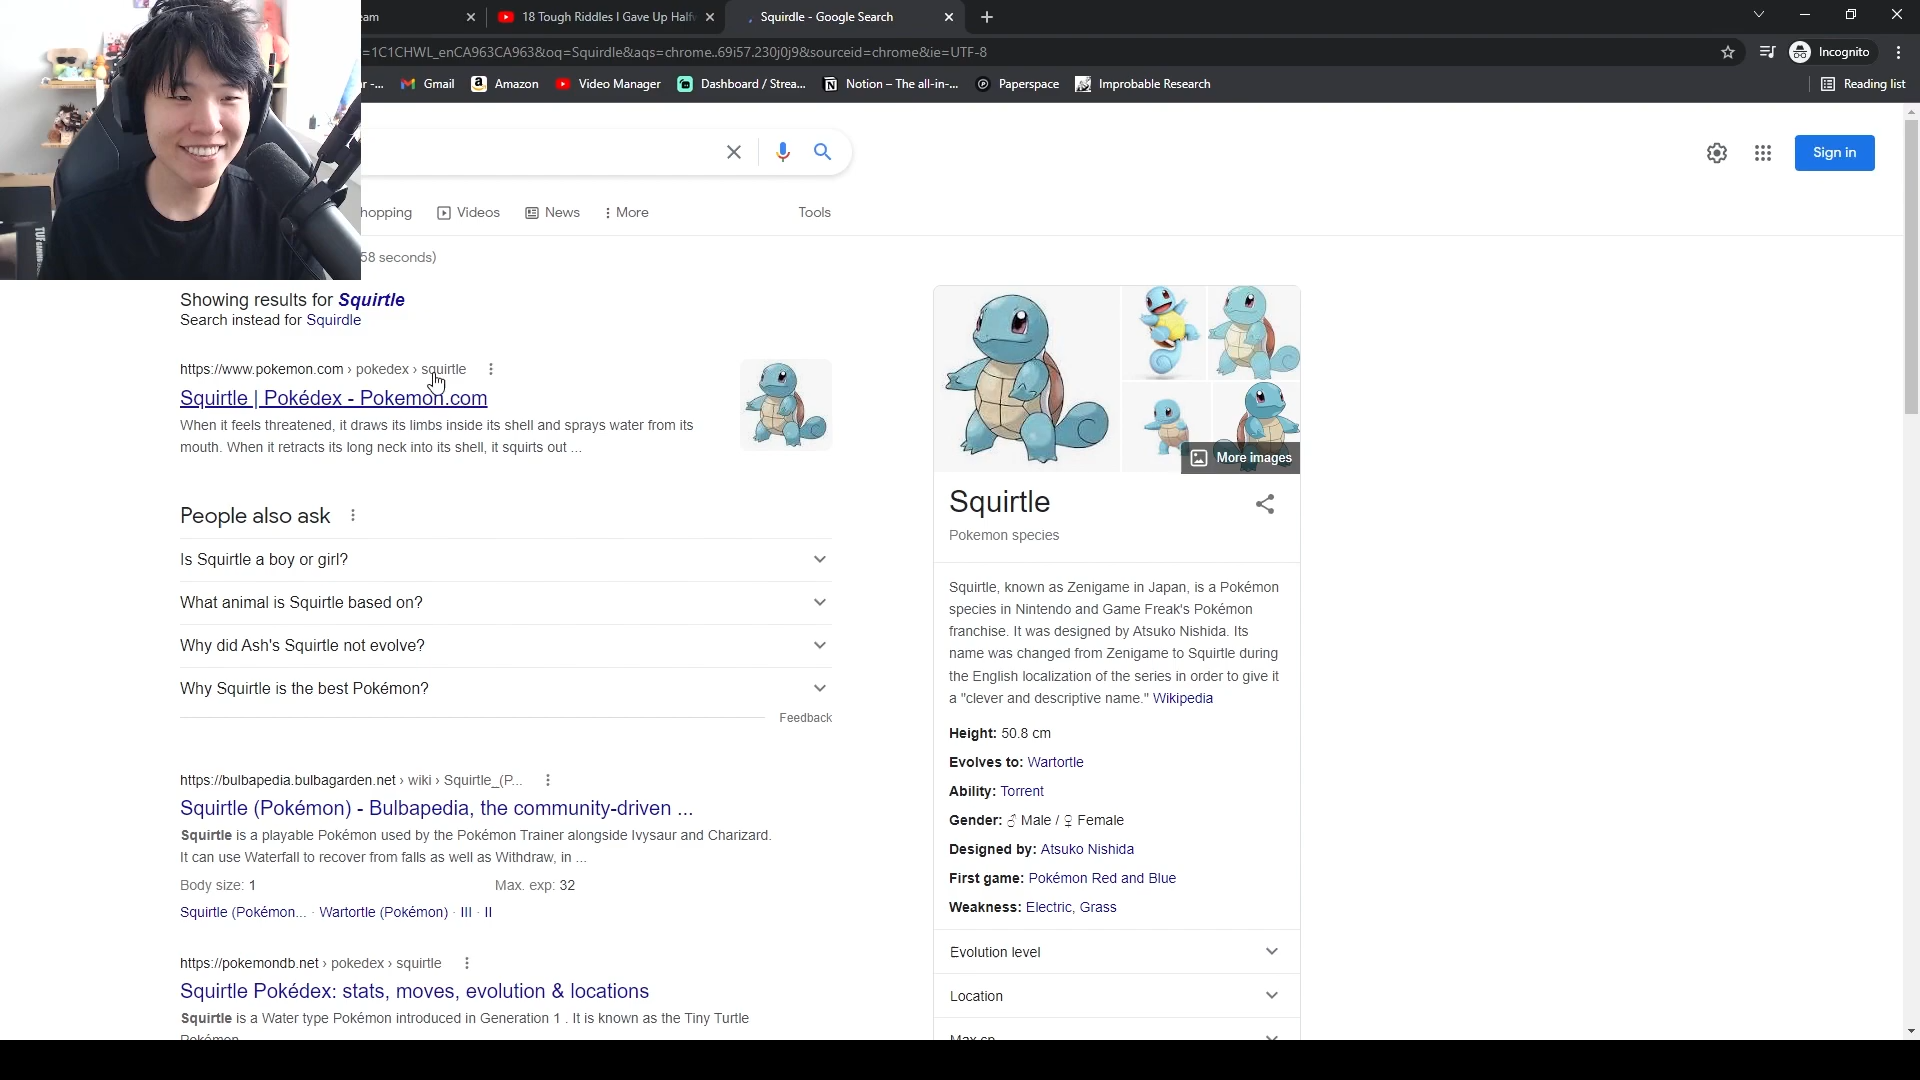 eam
18 Tough Riddles I Gave Up Half
Squirdle - Google Search
=1C1CHWL_enCA963CA963&oq=Squirdle&aqs=chrome..69i57.230j0j9&sourceid=chrome&ie=UTF-8
Incognito
ar -...
Gmail
Amazon
Video Manager
Dashboard / Strea...
Notion – The all-in-...
Paperspace
Improbable Research
Reading list
Sign in
hopping
Videos
News
More
Tools
TUF GAMING
58 seconds)
Showing results for Squirtle
Search instead for Squirdle
https://www.pokemon.com › pokedex › squirtle
Squirtle | Pokédex - Pokemon.com
When it feels threatened, it draws its limbs inside its shell and sprays water from its
mouth. When it retracts its long neck into its shell, it squirts out ...
People also ask
Is Squirtle a boy or girl?
What animal is Squirtle based on?
Why did Ash's Squirtle not evolve?
Why Squirtle is the best Pokémon?
Feedback
https://bulbapedia.bulbagarden.net › wiki › Squirtle_(P...
Squirtle (Pokémon) - Bulbapedia, the community-driven ...
Squirtle is a playable Pokémon used by the Pokémon Trainer alongside Ivysaur and Charizard.
It can use Waterfall to recover from falls as well as Withdraw, in ...
Body size: 1
Max. exp: 32
Squirtle (Pokémon... · Wartortle (Pokémon) · III · II
https://pokemondb.net › pokedex › squirtle
Squirtle Pokédex: stats, moves, evolution & locations
Squirtle is a Water type Pokémon introduced in Generation 1 . It is known as the Tiny Turtle
Pokémon
More images
Squirtle
Pokemon species
Squirtle, known as Zenigame in Japan, is a Pokémon
species in Nintendo and Game Freak's Pokémon
franchise. It was designed by Atsuko Nishida. Its
name was changed from Zenigame to Squirtle during
the English localization of the series in order to give it
a "clever and descriptive name." Wikipedia
Height: 50.8 cm
Evolves to: Wartortle
Ability: Torrent
Gender: ♂ Male / ♀ Female
Designed by: Atsuko Nishida
First game: Pokémon Red and Blue
Weakness: Electric, Grass
Evolution level
Location
Max cp